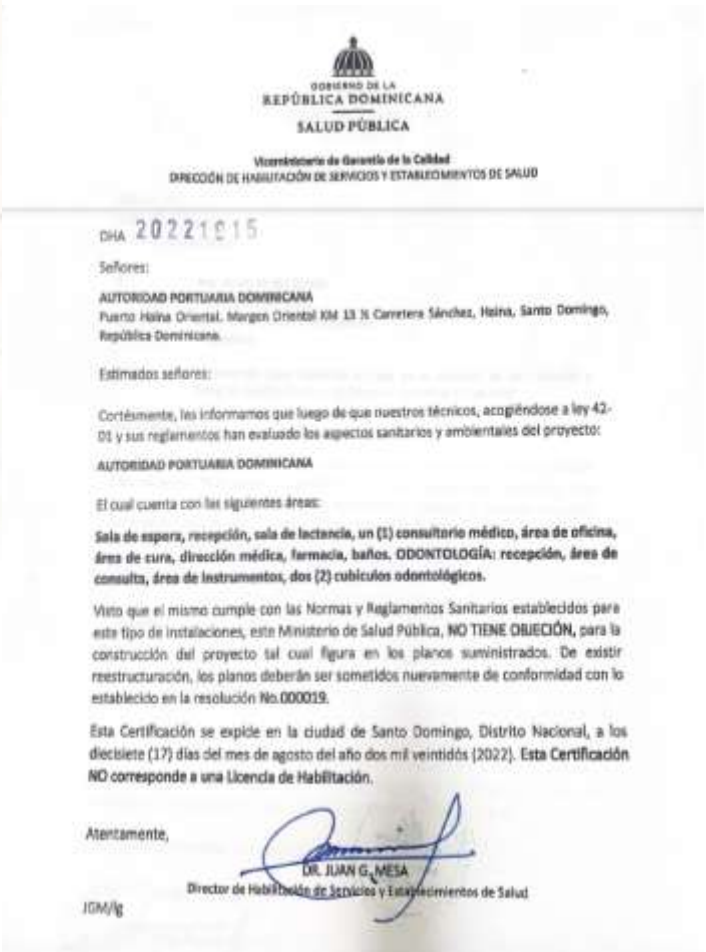 GOBIERNO DE LA
REPÚBLICA DOMINICANA
SALUD PÚBLICA
Viceministerio de Garantía de la Calidad
DIRECCIÓN DE HABILITACIÓN DE SERVICIOS Y ESTABLECIMIENTOS DE SALUD
DHA 20221915
Señores:
AUTORIDAD PORTUARIA DOMINICANA
Puerto Haina Oriental, Margen Oriental KM 13 ½ Carretera Sánchez, Haina, Santo Domingo,
República Dominicana.
Estimados señores:
Cortésmente, les informamos que luego de que nuestros técnicos, acogiéndose a ley 42-
01 y sus reglamentos han evaluado los aspectos sanitarios y ambientales del proyecto:
AUTORIDAD PORTUARIA DOMINICANA
El cual cuenta con las siguientes áreas:
Sala de espera, recepción, sala de lactancia, un (1) consultorio médico, área de oficina,
área de cura, dirección médica, farmacia, baños. ODONTOLOGÍA: recepción, área de
consulta, área de instrumentos, dos (2) cubículos odontológicos.
Visto que el mismo cumple con las Normas y Reglamentos Sanitarios establecidos para
este tipo de instalaciones, este Ministerio de Salud Pública, NO TIENE OBJECIÓN, para la
construcción del proyecto tal cual figura en los planos suministrados. De existir
reestructuración, los planos deberán ser sometidos nuevamente de conformidad con lo
establecido en la resolución No.000019.
Esta Certificación se expide en la ciudad de Santo Domingo, Distrito Nacional, a los
diecisiete (17) días del mes de agosto del año dos mil veintidós (2022). Esta Certificación
NO corresponde a una Licencia de Habilitación.
Atentamente,
DR. JUAN G. MESA
Director de Habilitación de Servicios y Establecimientos de Salud
JGM/lg